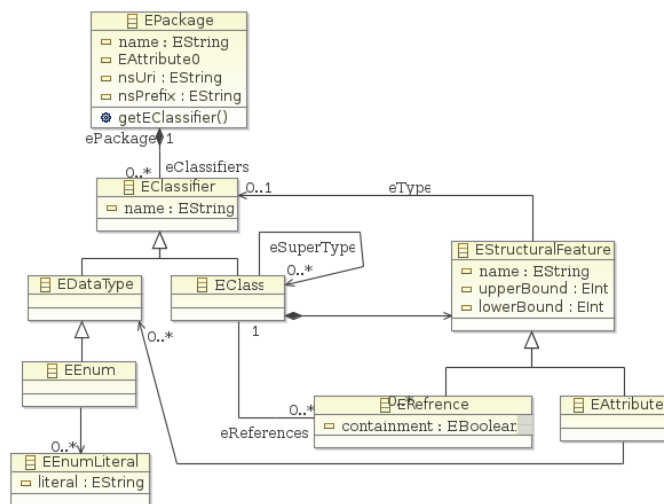 EPackage
name : EString
EAttribute0
nsUri : EString
nsPrefix : EString
getEClassifier()
ePackage 1
0..* eClassifiers
EClassifier
name : EString
0..1
eType
eSuperType
0..*
EStructuralFeature
name : EString
upperBound : EInt
lowerBound : EInt
EDataType
EClass
0..*
1
EEnum
0..*
0..*
ERefrence
containment : EBoolean
EAttribute
eReferences
0..*
EEnumLiteral
literal : EString